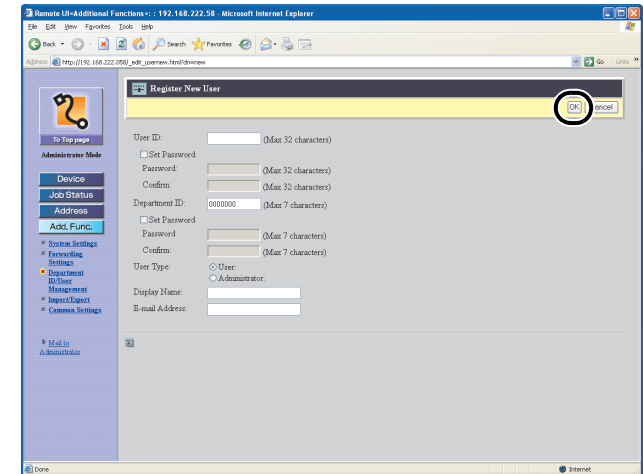 Remote UI<Additional Functions>: : 192.168.222.58 - Microsoft Internet Explorer
File Edit View Favorites Tools Help
Back Search Favorites
Address http://192.168.222.058/_edit_usernew.html?dn=new Go Links »
Register New User
OK Cancel
To Top page
Administrator Mode
Device
Job Status
Address
Add. Func.
System Settings
Forwarding
Settings
Department
ID/User
Management
Import/Export
Common Settings
Mail to
Administrator
User ID: (Max 32 characters)
Set Password
Password: (Max 32 characters)
Confirm: (Max 32 characters)
Department ID: 0000000 (Max 7 characters)
Set Password
Password (Max 7 characters)
Confirm: (Max 7 characters)
User Type: User:
Administrator:
Display Name:
E-mail Address:
Done Internet